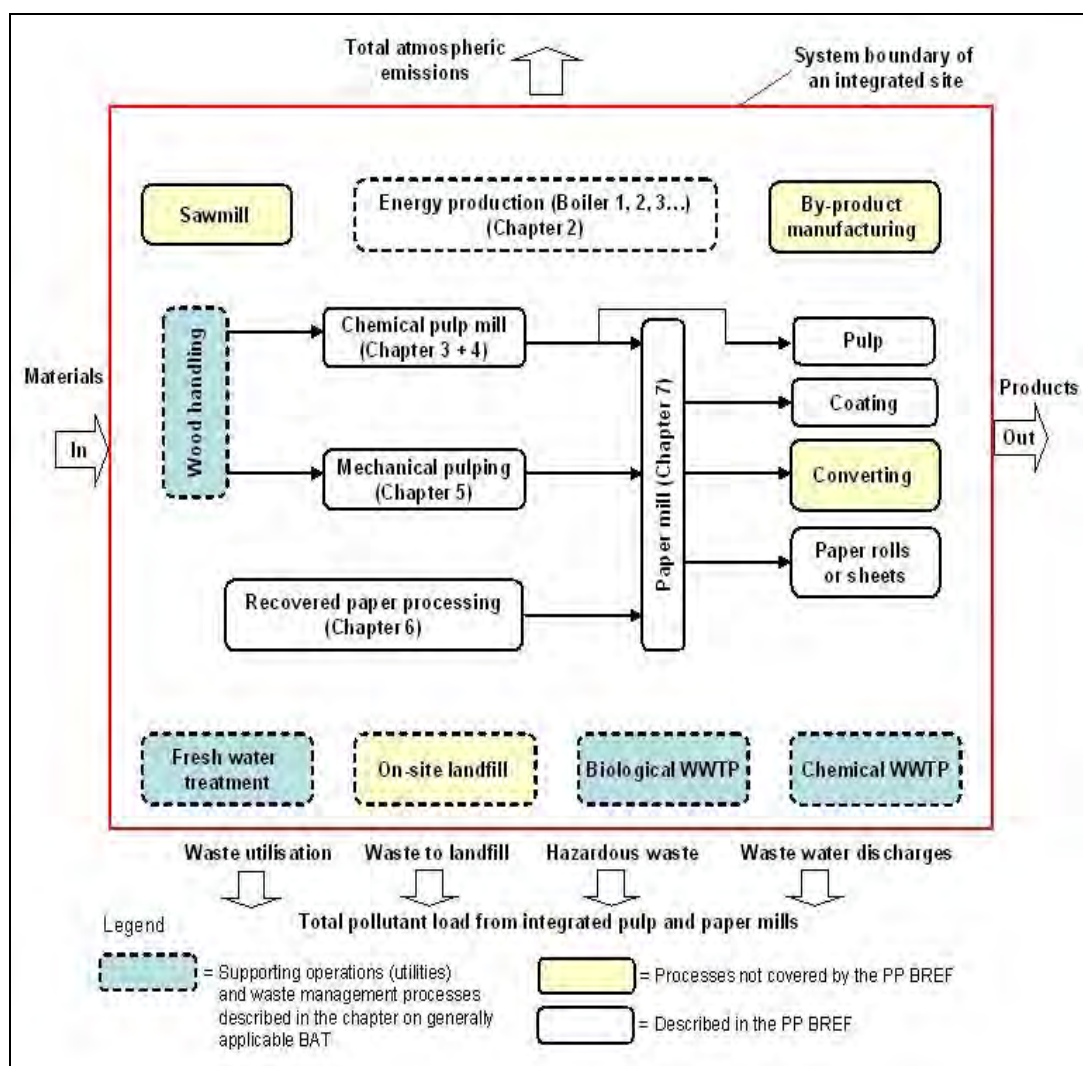 Total atmospheric
emissions
System boundary of
an integrated site
Sawmill
Energy production (Boiler 1, 2, 3...)
(Chapter 2)
By-product
manufacturing
Materials
In
Wood handling
Chemical pulp mill
(Chapter 3 + 4)
Mechanical pulping
(Chapter 5)
Recovered paper processing
(Chapter 6)
Paper mill (Chapter 7)
Pulp
Coating
Converting
Paper rolls
or sheets
Products
Out
Fresh water
treatment
On-site landfill
Biological WWTP
Chemical WWTP
Waste utilisation
Waste to landfill
Hazardous waste
Waste water discharges
Total pollutant load from integrated pulp and paper mills
Legend
= Supporting operations (utilities)
and waste management processes
described in the chapter on generally
applicable BAT
= Processes not covered by the PP BREF
= Described in the PP BREF